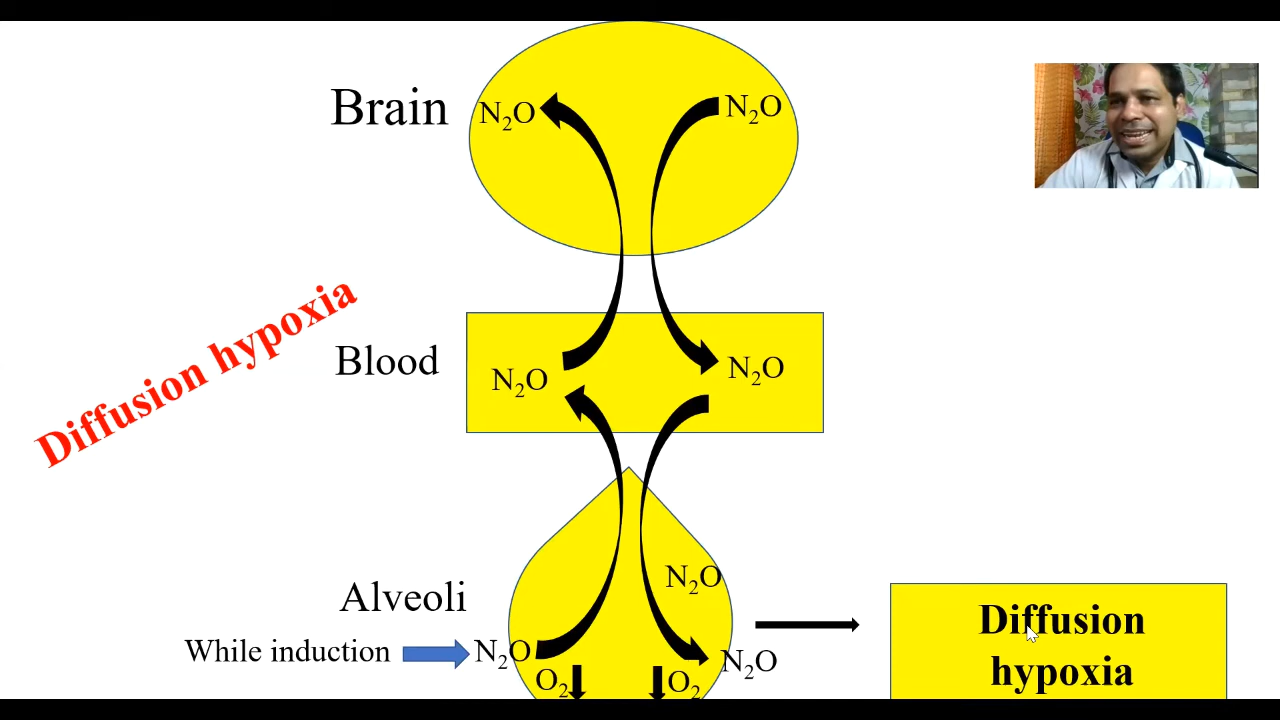 Brain
N₂O
N₂O
Diffusion hypoxia
Blood
N₂O
N₂O
Alveoli
N₂O
While induction
N₂O
N₂O
O₂
O₂
Diffusion
hypoxia